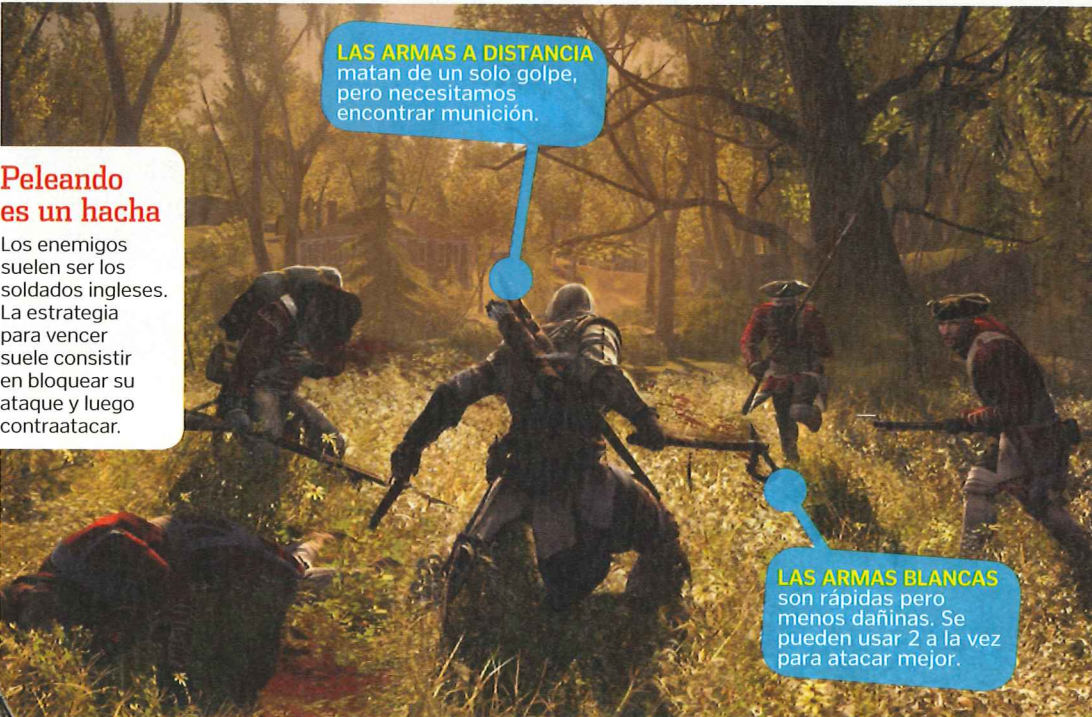 LAS ARMAS A DISTANCIA
matan de un solo golpe,
pero necesitamos
encontrar munición.
Peleando
es un hacha
Los enemigos
suelen ser los
soldados ingleses.
La estrategia
para vencer
suele consistir
en bloquear su
ataque y luego
contraatacar.
LAS ARMAS BLANCAS
son rápidas pero
menos dañinas. Se
pueden usar 2 a la vez
para atacar mejor.